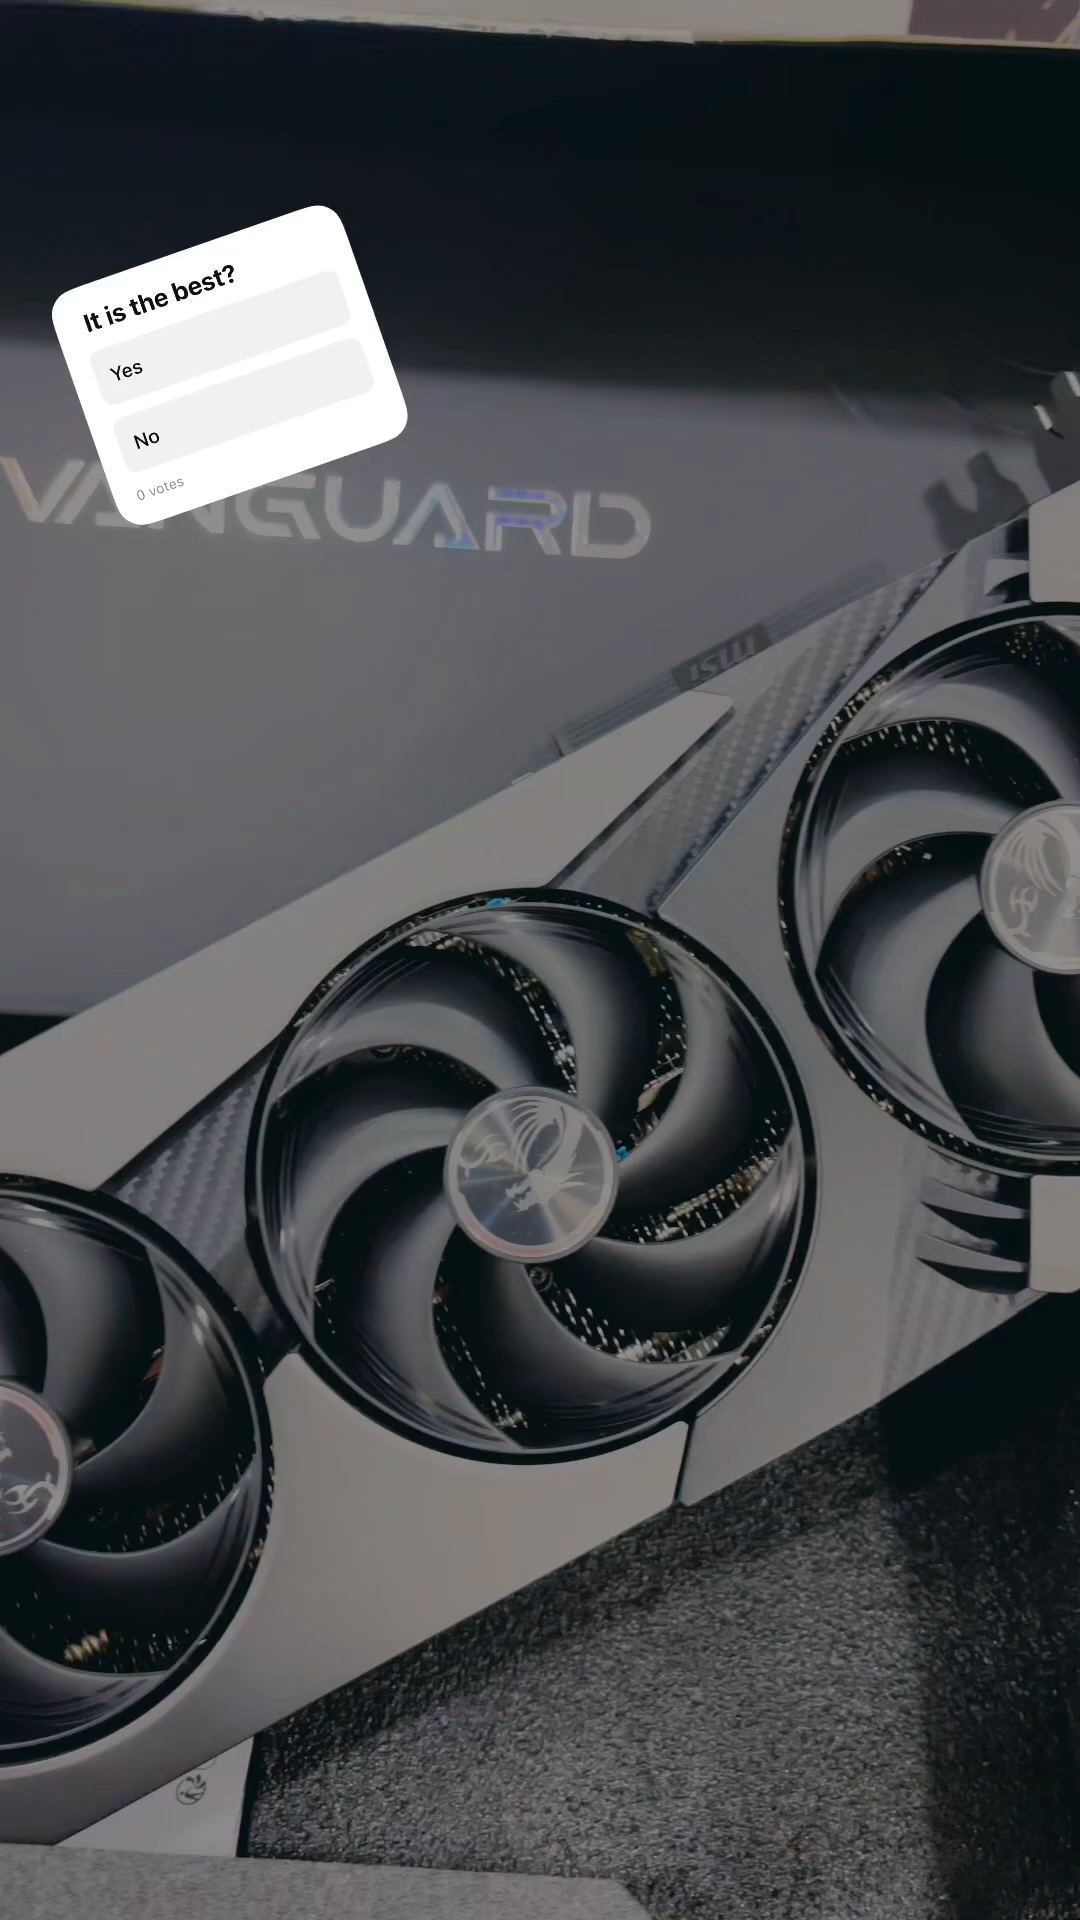 It is the best?
Yes
No
0 votes
VANGUARD
msi